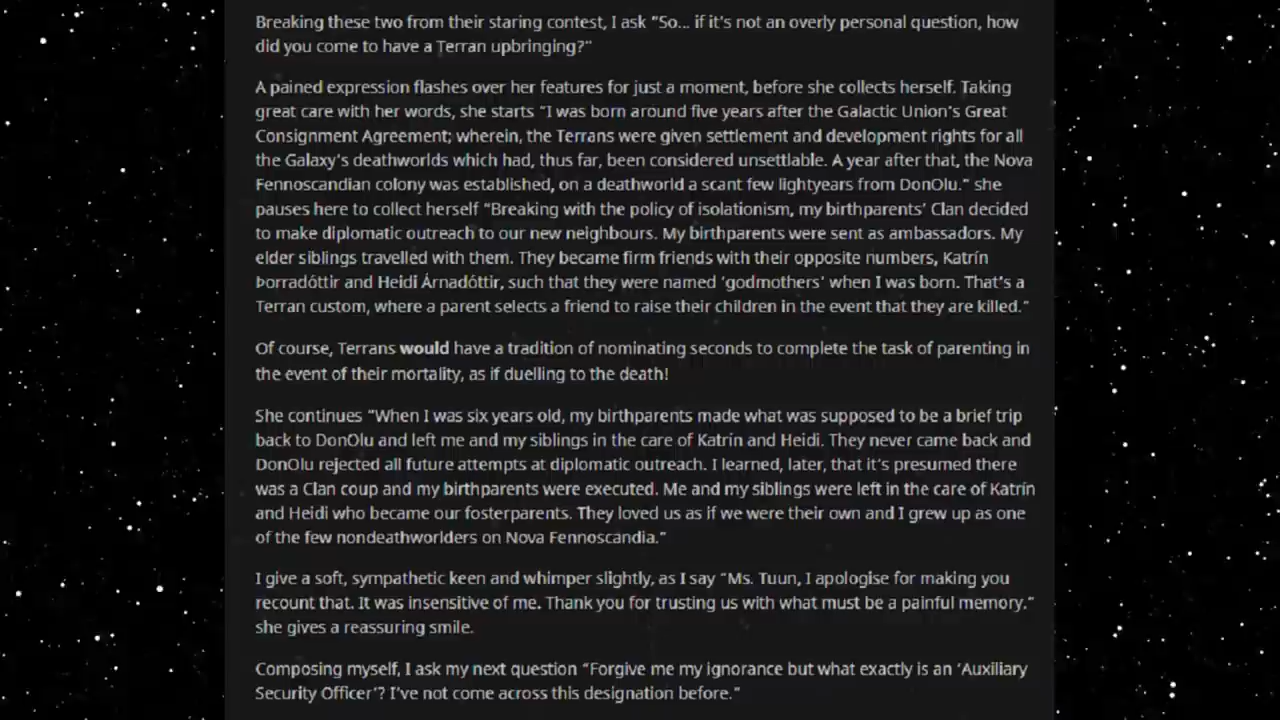 Breaking these two from their staring contest, I ask "So... if it's not an overly personal question, how
did you come to have a Terran upbringing?"
A pained expression flashes over her features for just a moment, before she collects herself. Taking
great care with her words, she starts "I was born around five years after the Galactic Union's Great
Consignment Agreement; wherein, the Terrans were given settlement and development rights for all
the Galaxy's deathworlds which had, thus far, been considered unsettlable. A year after that, the Nova
Fennoscandian colony was established, on a deathworld a scant few lightyears from DonOlu." she
pauses here to collect herself "Breaking with the policy of isolationism, my birthparents' Clan decided
to make diplomatic outreach to our new neighbours. My birthparents were sent as ambassadors. My
elder siblings travelled with them. They became firm friends with their opposite numbers, Katrín
Þorradóttir and Heidi Árnadóttir, such that they were named 'godmothers' when I was born. That's a
Terran custom, where a parent selects a friend to raise their children in the event that they are killed."
Of course, Terrans would have a tradition of nominating seconds to complete the task of parenting in
the event of their mortality, as if duelling to the death!
She continues "When I was six years old, my birthparents made what was supposed to be a brief trip
back to DonOlu and left me and my siblings in the care of Katrín and Heidi. They never came back and
DonOlu rejected all future attempts at diplomatic outreach. I learned, later, that it's presumed there
was a Clan coup and my birthparents were executed. Me and my siblings were left in the care of Katrín
and Heidi who became our fosterparents. They loved us as if we were their own and I grew up as one
of the few nondeathworlders on Nova Fennoscandia."
I give a soft, sympathetic keen and whimper slightly, as I say "Ms. Tuun, I apologise for making you
recount that. It was insensitive of me. Thank you for trusting us with what must be a painful memory."
she gives a reassuring smile.
Composing myself, I ask my next question "Forgive me my ignorance but what exactly is an 'Auxiliary
Security Officer'? I've not come across this designation before."